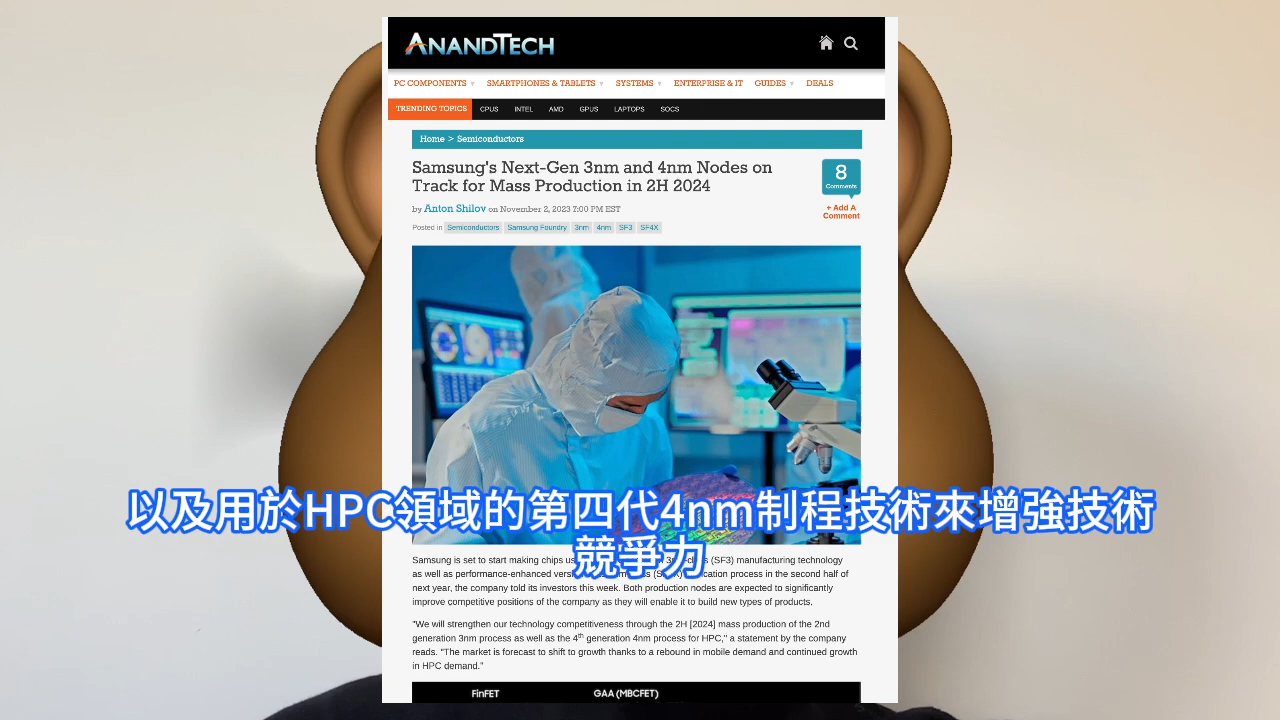 ANANDTECH
PC COMPONENTS SMARTPHONES & TABLETS SYSTEMS ENTERPRISE & IT GUIDES DEALS
TRENDING TOPICS CPUS INTEL AMD GPUS LAPTOPS SOCS
Home > Semiconductors
Samsung's Next-Gen 3nm and 4nm Nodes on
Track for Mass Production in 2H 2024
8
Comments
+ Add A
Comment
by Anton Shilov on November 2, 2023 7:00 PM EST
Posted in Semiconductors Samsung Foundry 3nm 4nm SF3 SF4X
以及用於HPC領域的第四代4nm制程技術來增強技術
競爭力
Samsung is set to start making chips (SF3) manufacturing technology
as well as performance-enhanced process in the second half of
next year, the company told its investors this week. Both production nodes are expected to significantly
improve competitive positions of the company as they will enable it to build new types of products.
"We will strengthen our technology competitiveness through the 2H [2024] mass production of the 2nd
generation 3nm process as well as the 4th generation 4nm process for HPC," a statement by the company
reads. "The market is forecast to shift to growth thanks to a rebound in mobile demand and continued growth
in HPC demand."
FinFET GAA (MBCFET)